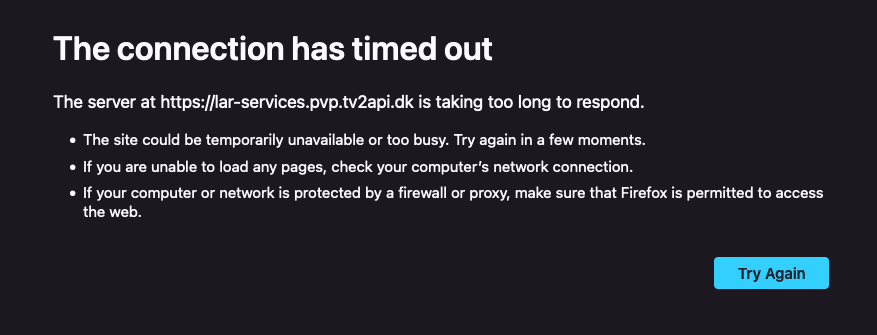 The connection has timed out
The server at https://lar-services.pvp.tv2api.dk is taking too long to respond.
• The site could be temporarily unavailable or too busy. Try again in a few moments.
• If you are unable to load any pages, check your computer’s network connection.
• If your computer or network is protected by a firewall or proxy, make sure that Firefox is permitted to access
the web.
Try Again